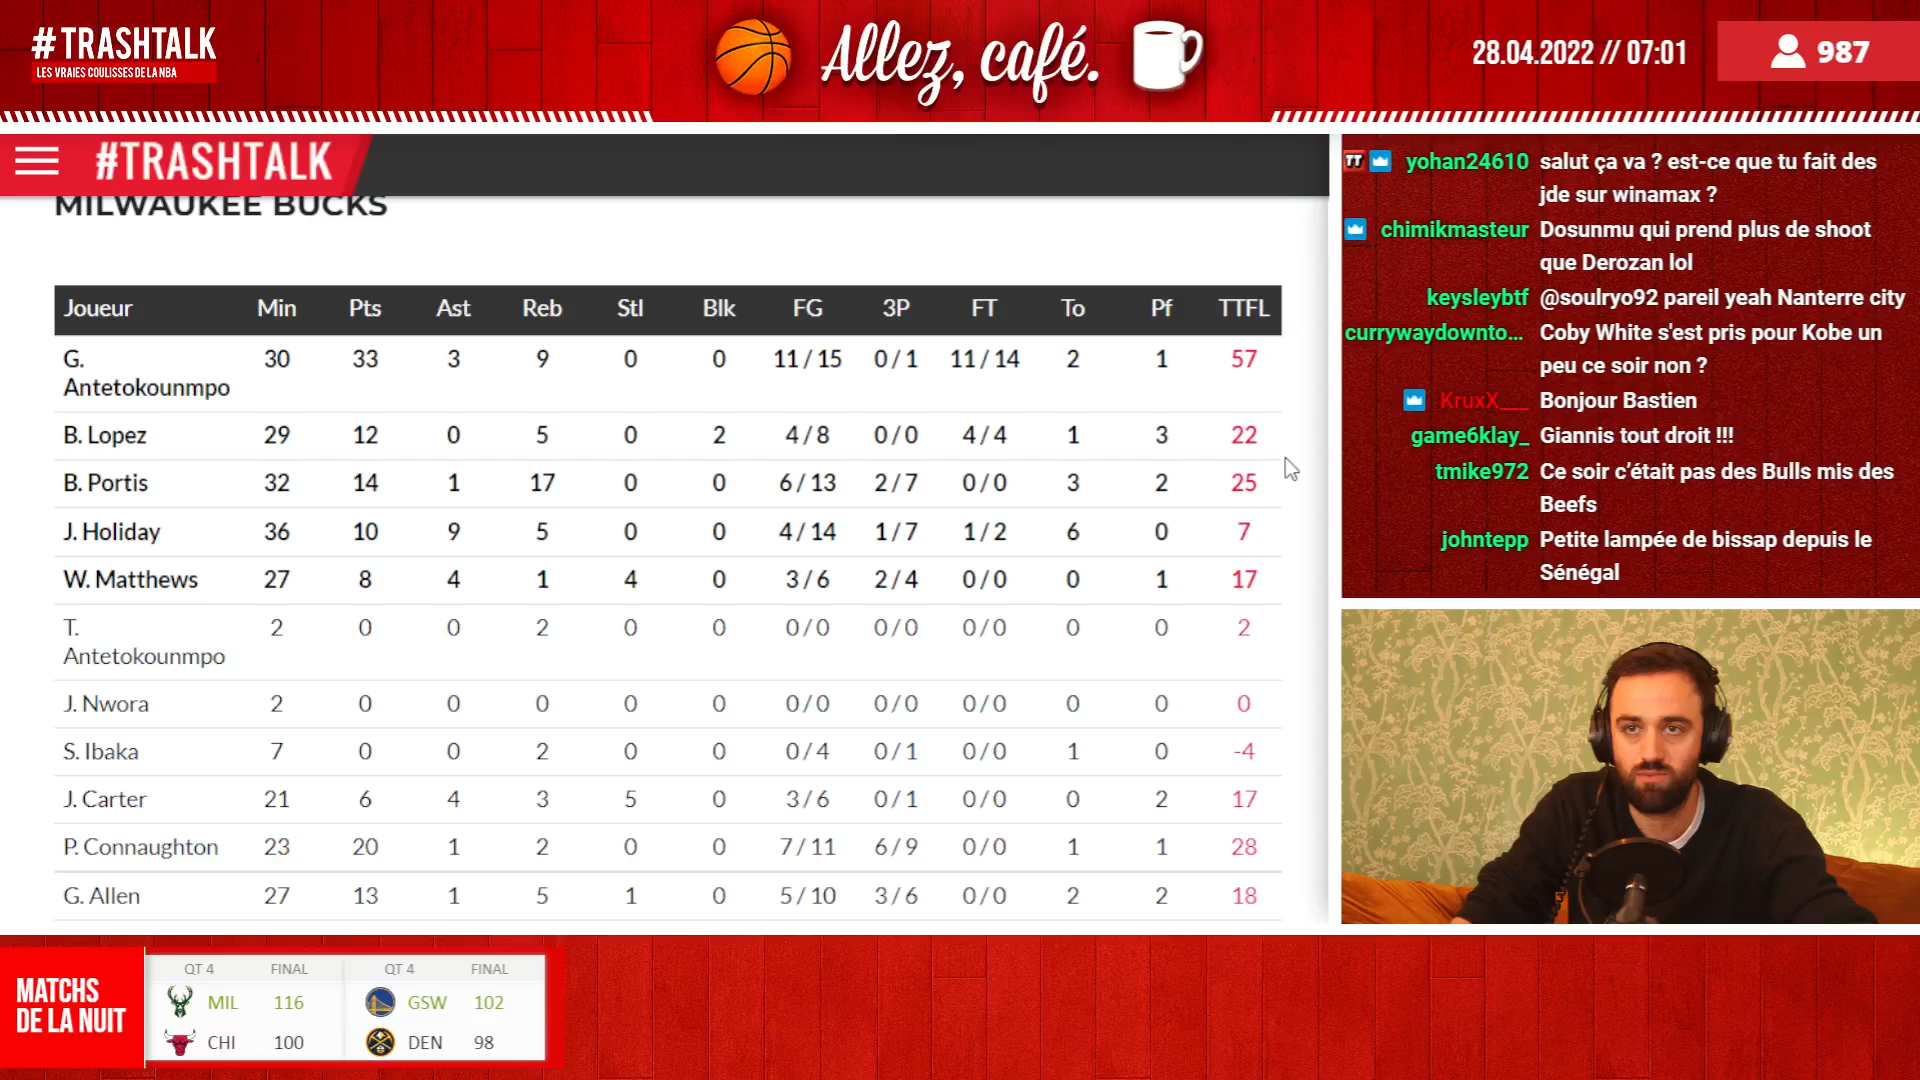 #TRASHTALK
LES VRAIES COULISSES DE LA NBA
Allez, café.
28.04.2022 // 07:01
987
#TRASHTALK
MILWAUKEE BUCKS
Joueur Min Pts Ast Reb Stl Blk FG 3P FT To Pf TTFL
G. Antetokounmpo 30 33 3 9 0 0 11/15 0/1 11/14 2 1 57
B. Lopez 29 12 0 5 0 2 4/8 0/0 4/4 1 3 22
B. Portis 32 14 1 17 0 0 6/13 2/7 0/0 3 2 25
J. Holiday 36 10 9 5 0 0 4/14 1/7 1/2 6 0 7
W. Matthews 27 8 4 1 4 0 3/6 2/4 0/0 0 1 17
T. Antetokounmpo 2 0 0 2 0 0 0/0 0/0 0/0 0 0 2
J. Nwora 2 0 0 0 0 0 0/0 0/0 0/0 0 0 0
S. Ibaka 7 0 0 2 0 0 0/4 0/1 0/0 1 0 -4
J. Carter 21 6 4 3 5 0 3/6 0/1 0/0 0 2 17
P. Connaughton 23 20 1 2 0 0 7/11 6/9 0/0 1 1 28
G. Allen 27 13 1 5 1 0 5/10 3/6 0/0 2 2 18
TT yohan24610 salut ça va ? est-ce que tu fait des
jde sur winamax ?
chimikmasteur Dosunmu qui prend plus de shoot
que Derozan lol
keysleybtf @soulryo92 pareil yeah Nanterre city
currywaydownto... Coby White s'est pris pour Kobe un
peu ce soir non ?
KruxX___ Bonjour Bastien
game6klay_ Giannis tout droit !!!
tmike972 Ce soir c’était pas des Bulls mis des
Beefs
johntepp Petite lampée de bissap depuis le
Sénégal
MATCHS
DE LA NUIT
QT 4 FINAL
MIL 116
CHI 100
QT 4 FINAL
GSW 102
DEN 98